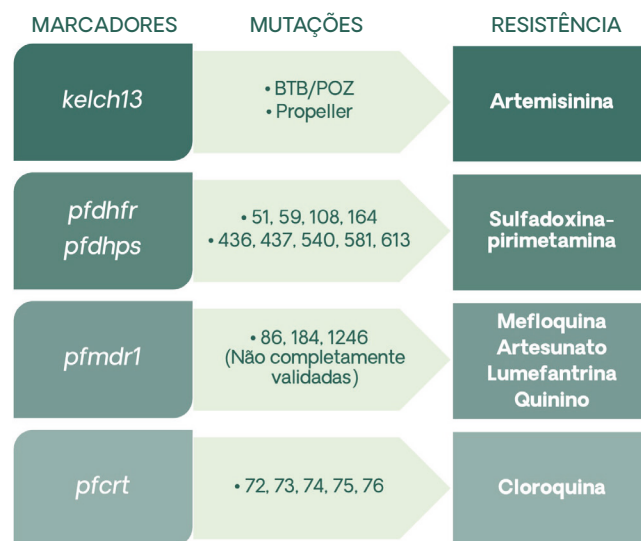 MARCADORES MUTAÇÕES RESISTÊNCIA
kelch13
• BTB/POZ
• Propeller
Artemisinina
pfdhfr
pfdhps
• 51, 59, 108, 164
• 436, 437, 540, 581, 613
Sulfadoxina-
pirimetamina
pfmdr1
• 86, 184, 1246
(Não completamente
validadas)
Mefloquina
Artesunato
Lumefantrina
Quinino
pfcrt
• 72, 73, 74, 75, 76
Cloroquina